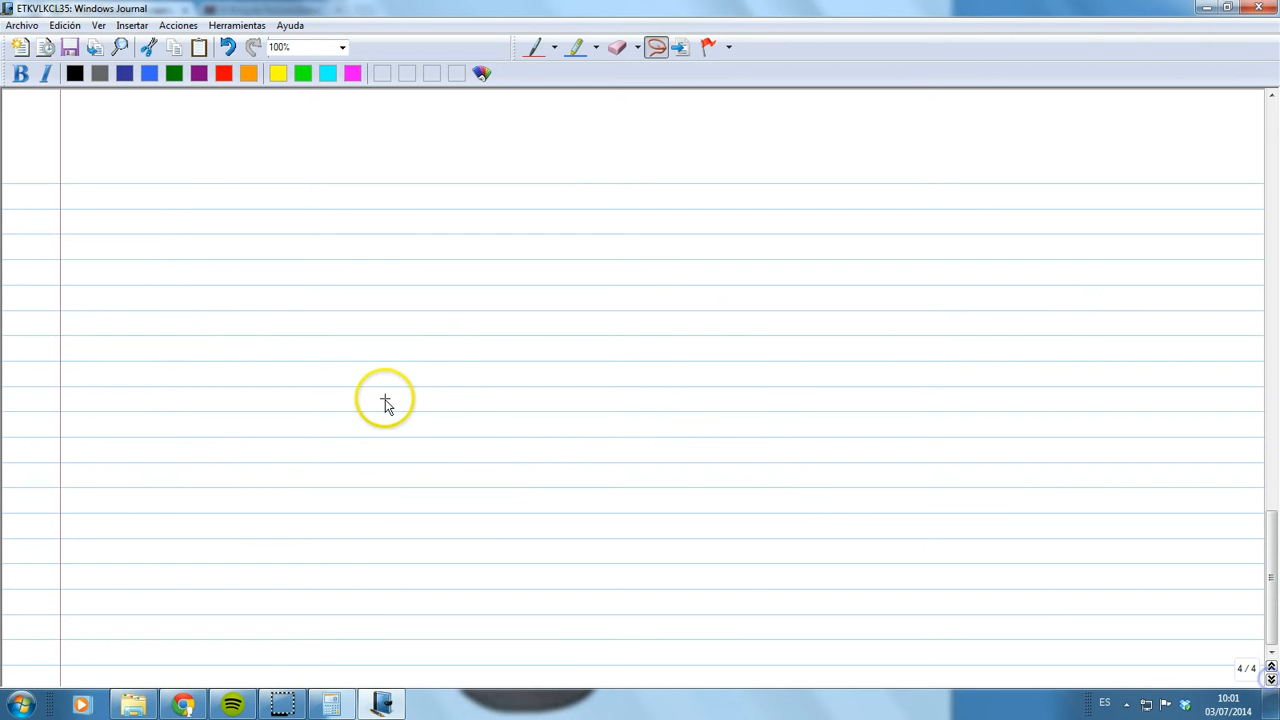 ETKVLKCL35: Windows Journal
Archivo Edición Ver Insertar Acciones Herramientas Ayuda
100%
B I
4 / 4
ES 10:01
03/07/2014